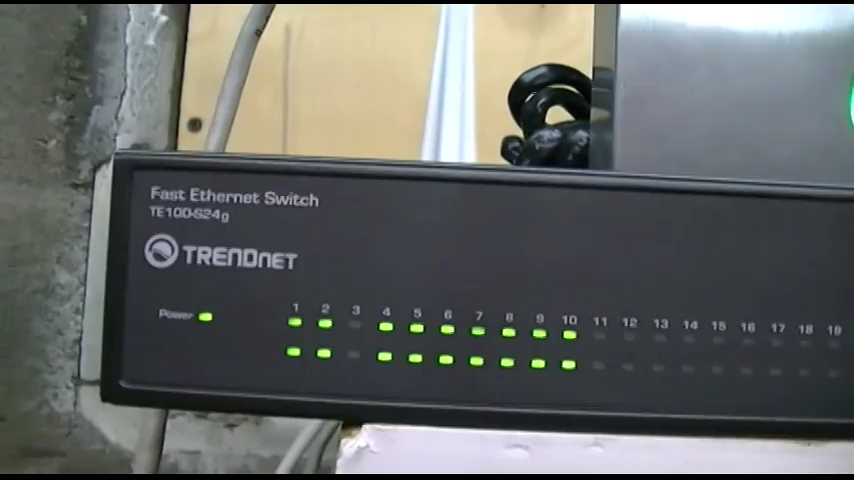 Fast Ethernet Switch
TE100-S24g
TRENDNET
Power
1 2 3 4 5 6 7 8 9 10 11 12 13 14 15 16 17 18 19